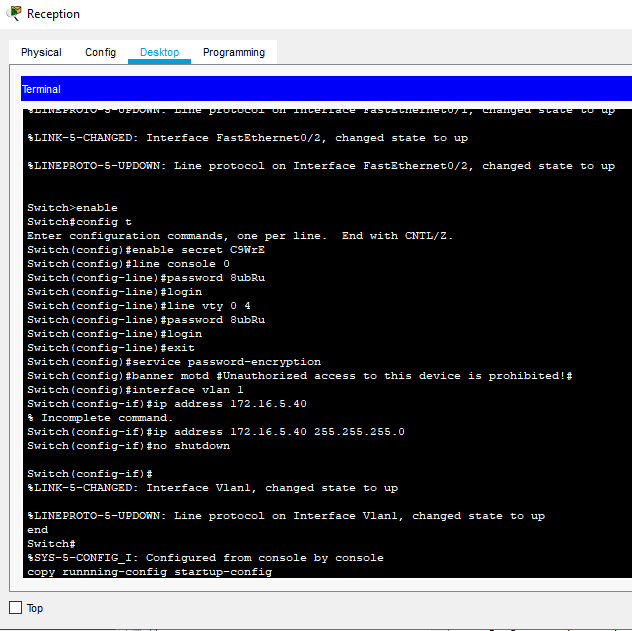 Reception
Physical Config Desktop Programming
Terminal
%LINEPROTO-5-UPDOWN: Line protocol on Interface FastEthernet0/1, changed state to up
%LINK-5-CHANGED: Interface FastEthernet0/2, changed state to up
%LINEPROTO-5-UPDOWN: Line protocol on Interface FastEthernet0/2, changed state to up
Switch>enable
Switch#config t
Enter configuration commands, one per line.  End with CNTL/Z.
Switch(config)#enable secret C9WrE
Switch(config)#line console 0
Switch(config-line)#password 8ubRu
Switch(config-line)#login
Switch(config-line)#line vty 0 4
Switch(config-line)#password 8ubRu
Switch(config-line)#login
Switch(config-line)#exit
Switch(config)#service password-encryption
Switch(config)#banner motd #Unauthorized access to this device is prohibited!#
Switch(config)#interface vlan 1
Switch(config-if)#ip address 172.16.5.40
% Incomplete command.
Switch(config-if)#ip address 172.16.5.40 255.255.255.0
Switch(config-if)#no shutdown
Switch(config-if)#
%LINK-5-CHANGED: Interface Vlan1, changed state to up
%LINEPROTO-5-UPDOWN: Line protocol on Interface Vlan1, changed state to up
end
Switch#
%SYS-5-CONFIG_I: Configured from console by console
copy runnning-config startup-config
Top